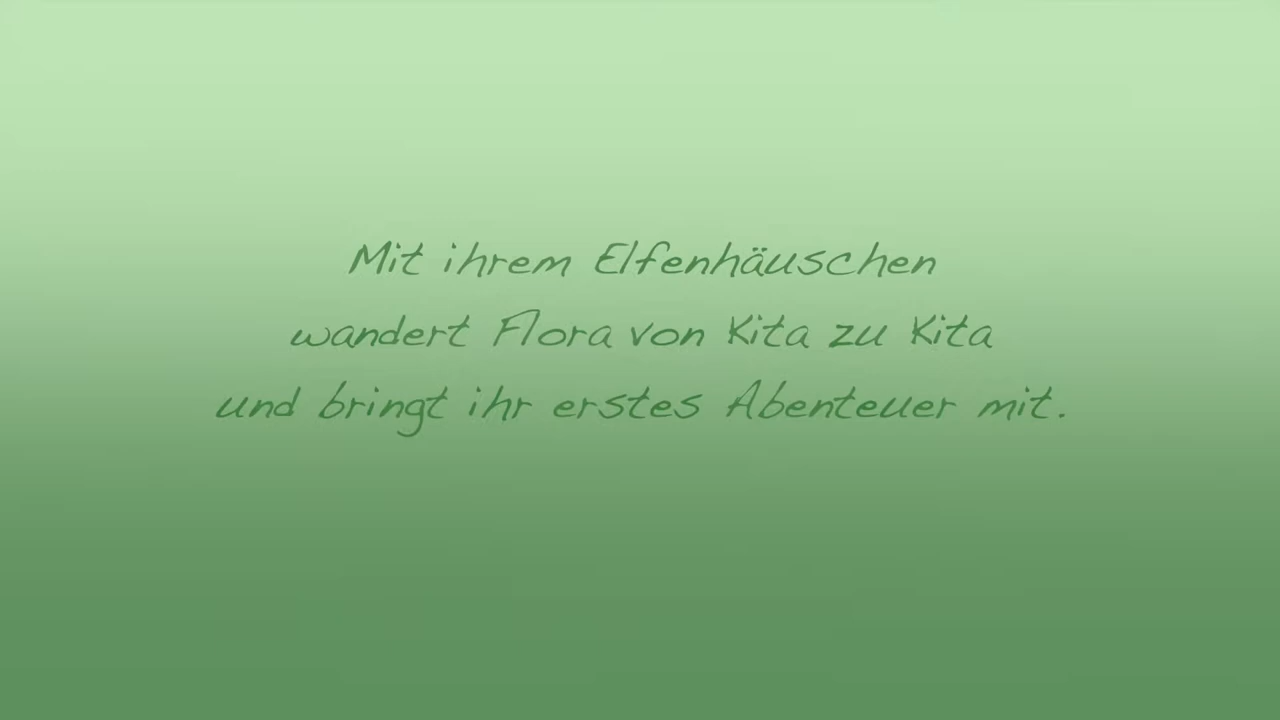 Mit ihrem Elfenhäuschen
wandert Flora von Kita zu Kita
und bringt ihr erstes Abenteuer mit.